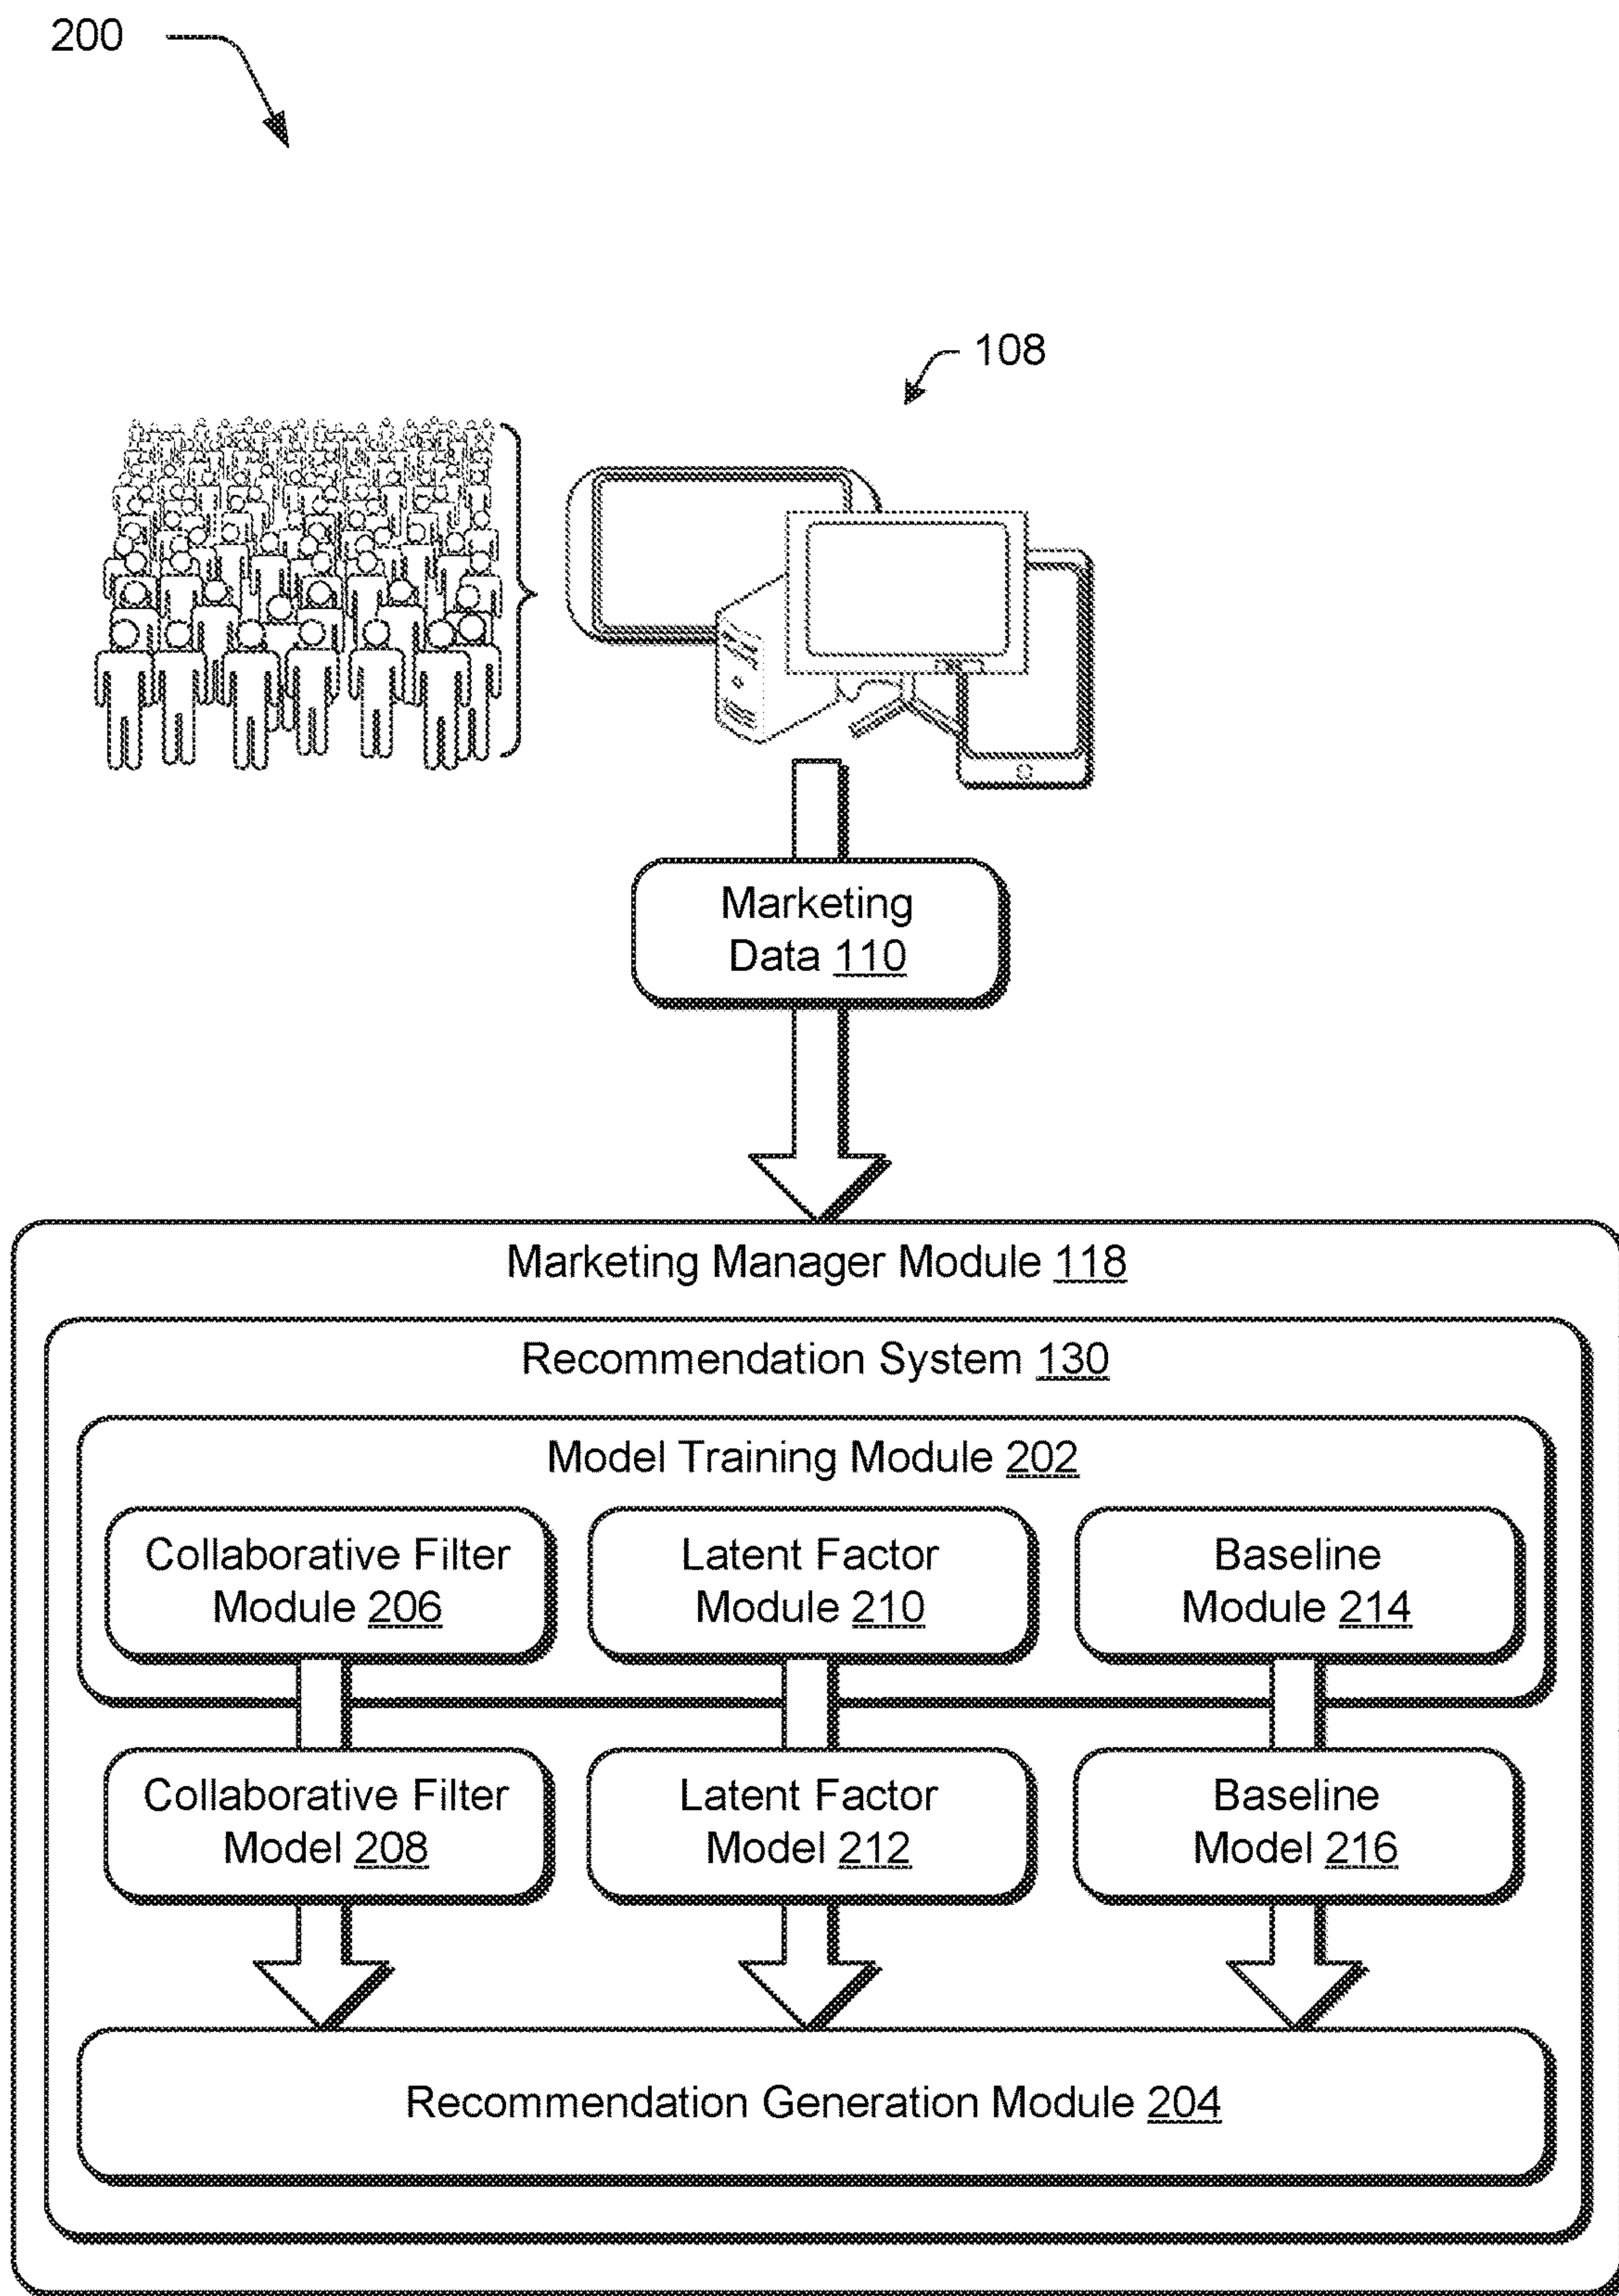 200
108
Marketing
Data 110
Marketing Manager Module 118
Recommendation System 130
Model Training Module 202
Collaborative Filter
Module 206
Latent Factor
Module 210
Baseline
Module 214
Collaborative Filter
Model 208
Latent Factor
Model 212
Baseline
Model 216
Recommendation Generation Module 204